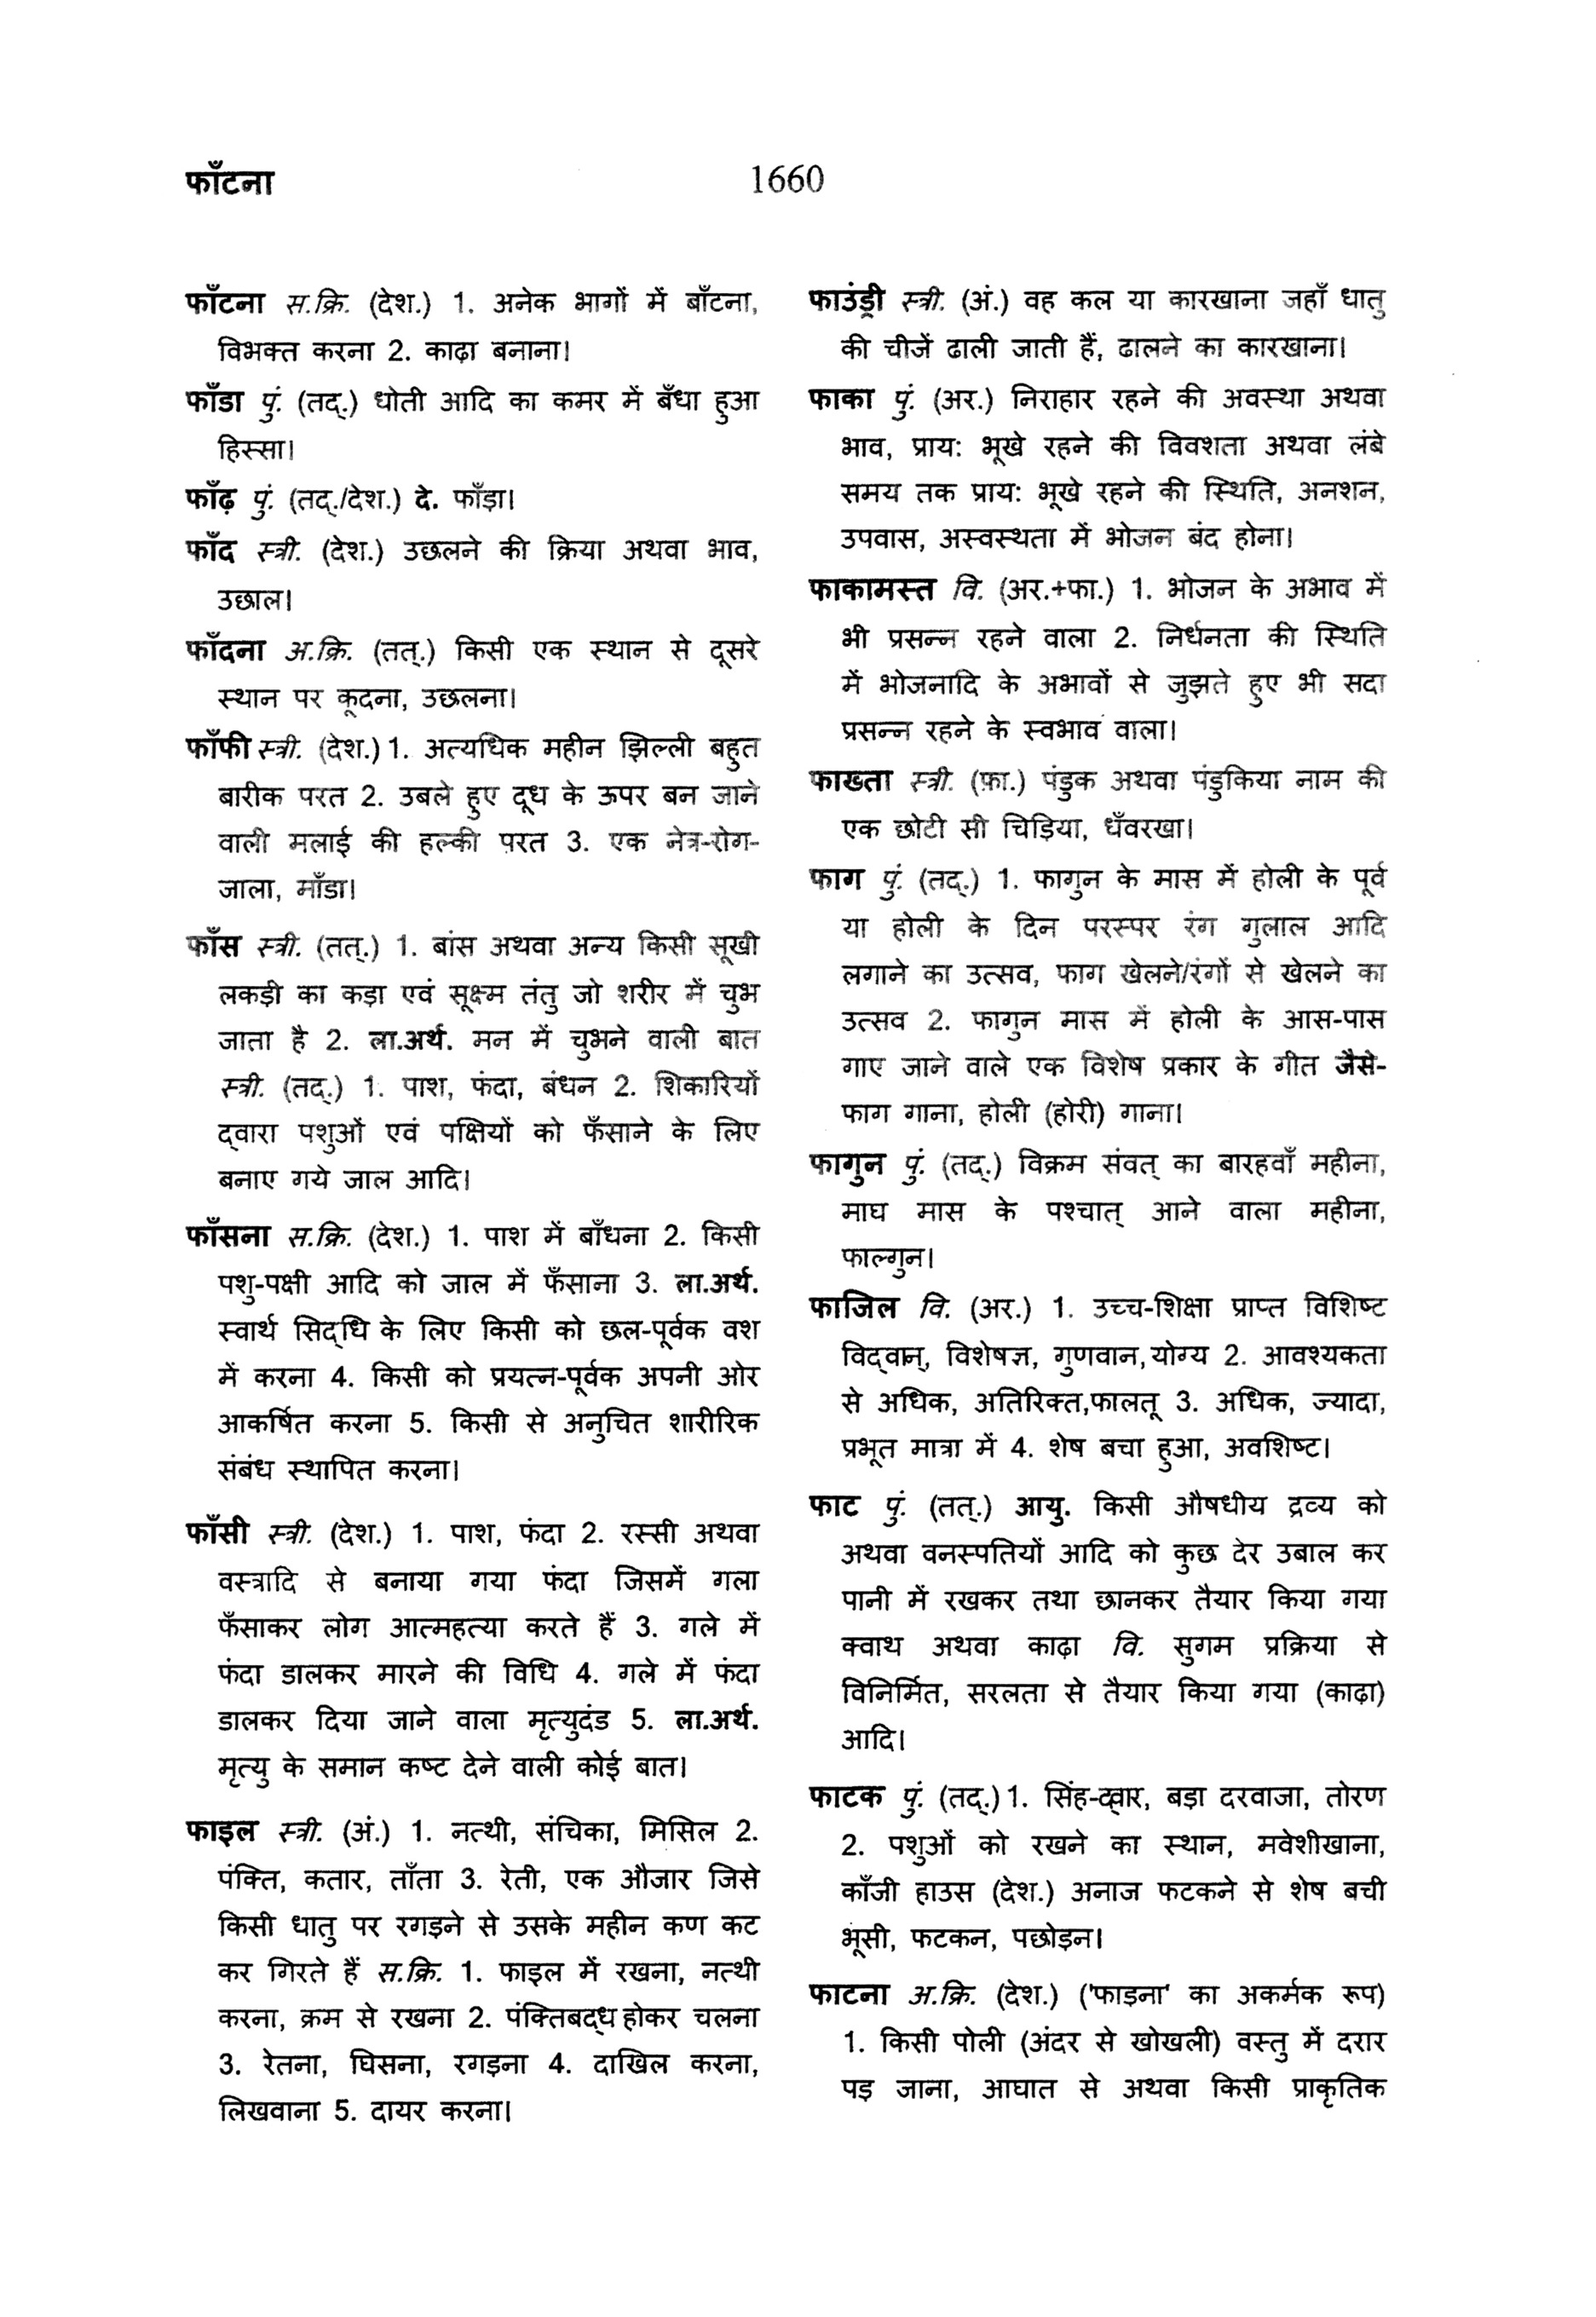 फाँटना
1660
फाँटना स.क्रि. (देश.) 1. अनेक भागों में बाँटना,
विभक्त करना 2. काढ़ा बनाना।
फाँडा पुं. (तद्.) धोती आदि का कमर में बँधा हुआ
हिस्सा।
फाँढ़ पुं. (तद्./देश.) दे. फाँड़ा।
फाँद स्त्री. (देश.) उछलने की क्रिया अथवा भाव,
उछाल।
फाँदना अ.क्रि. (तत्.) किसी एक स्थान से दूसरे
स्थान पर कूदना, उछलना।
फाँफी स्त्री. (देश.) 1. अत्यधिक महीन झिल्ली बहुत
बारीक परत 2. उबले हुए दूध के ऊपर बन जाने
वाली मलाई की हल्की परत 3. एक नेत्र-रोग-
जाला, माँडा।
फाँस स्त्री. (तत्.) 1. बांस अथवा अन्य किसी सूखी
लकड़ी का कड़ा एवं सूक्ष्म तंतु जो शरीर में चुभ
जाता है 2. ला.अर्थ. मन में चुभने वाली बात
स्त्री. (तद्.) 1. पाश, फंदा, बंधन 2. शिकारियों
द्वारा पशुओं एवं पक्षियों को फँसाने के लिए
बनाए गये जाल आदि।
फाँसना स.क्रि. (देश.) 1. पाश में बाँधना 2. किसी
पशु-पक्षी आदि को जाल में फँसाना 3. ला.अर्थ.
स्वार्थ सिद्धि के लिए किसी को छल-पूर्वक वश
में करना 4. किसी को प्रयत्न-पूर्वक अपनी ओर
आकर्षित करना 5. किसी से अनुचित शारीरिक
संबंध स्थापित करना।
फाँसी स्त्री. (देश.) 1. पाश, फंदा 2. रस्सी अथवा
वस्त्रादि से बनाया गया फंदा जिसमें गला
फँसाकर लोग आत्महत्या करते हैं 3. गले में
फंदा डालकर मारने की विधि 4. गले में फंदा
डालकर दिया जाने वाला मृत्युदंड 5. ला.अर्थ.
मृत्यु के समान कष्ट देने वाली कोई बात।
फाइल स्त्री. (अं.) 1. नत्थी, संचिका, मिसिल 2.
पंक्ति, कतार, ताँता 3. रेती, एक औजार जिसे
किसी धातु पर रगड़ने से उसके महीन कण कट
कर गिरते हैं स.क्रि. 1. फाइल में रखना, नत्थी
करना, क्रम से रखना 2. पंक्तिबद्ध होकर चलना
3. रेतना, घिसना, रगड़ना 4. दाखिल करना,
लिखवाना 5. दायर करना।
फाउंड्री स्त्री. (अं.) वह कल या कारखाना जहाँ धातु
की चीजें ढाली जाती हैं, ढालने का कारखाना।
फाका पुं. (अर.) निराहार रहने की अवस्था अथवा
भाव, प्राय: भूखे रहने की विवशता अथवा लंबे
समय तक प्राय: भूखे रहने की स्थिति, अनशन,
उपवास, अस्वस्थता में भोजन बंद होना।
फाकामस्त वि. (अर.+फा.) 1. भोजन के अभाव में
भी प्रसन्न रहने वाला 2. निर्धनता की स्थिति
में भोजनादि के अभावों से जुझते हुए भी सदा
प्रसन्न रहने के स्वभाव वाला।
फाख्ता स्त्री. (फ़ा.) पंडुक अथवा पंडुकिया नाम की
एक छोटी सी चिड़िया, धँवरखा।
फाग पुं. (तद्.) 1. फागुन के मास में होली के पूर्व
या होली के दिन परस्पर रंग गुलाल आदि
लगाने का उत्सव, फाग खेलने/रंगों से खेलने का
उत्सव 2. फागुन मास में होली के आस-पास
गाए जाने वाले एक विशेष प्रकार के गीत जैसे-
फाग गाना, होली (होरी) गाना।
फागुन पुं. (तद्.) विक्रम संवत् का बारहवाँ महीना,
माघ मास के पश्चात् आने वाला महीना,
फाल्गुन।
फाजिल वि. (अर.) 1. उच्च-शिक्षा प्राप्त विशिष्ट
विद्वान्, विशेषज्ञ, गुणवान,योग्य 2. आवश्यकता
से अधिक, अतिरिक्त,फालतू 3. अधिक, ज्यादा,
प्रभूत मात्रा में 4. शेष बचा हुआ, अवशिष्ट।
फाट पुं. (तत्.) आयु. किसी औषधीय द्रव्य को
अथवा वनस्पतियों आदि को कुछ देर उबाल कर
पानी में रखकर तथा छानकर तैयार किया गया
क्वाथ अथवा काढ़ा वि. सुगम प्रक्रिया से
विनिर्मित, सरलता से तैयार किया गया (काढ़ा)
आदि।
फाटक पुं. (तद्.) 1. सिंह-द्वार, बड़ा दरवाजा, तोरण
2. पशुओं को रखने का स्थान, मवेशीखाना,
काँजी हाउस (देश.) अनाज फटकने से शेष बची
भूसी, फटकन, पछोड़न।
फाटना अ.क्रि. (देश.) ('फाड़ना' का अकर्मक रूप)
1. किसी पोली (अंदर से खोखली) वस्तु में दरार
पड़ जाना, आघात से अथवा किसी प्राकृतिक